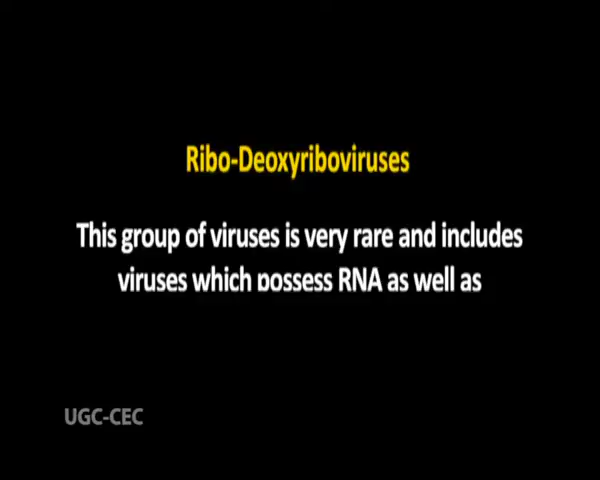 Ribo-Deoxyriboviruses
This group of viruses is very rare and includes
viruses which possess RNA as well as
UGC-CEC